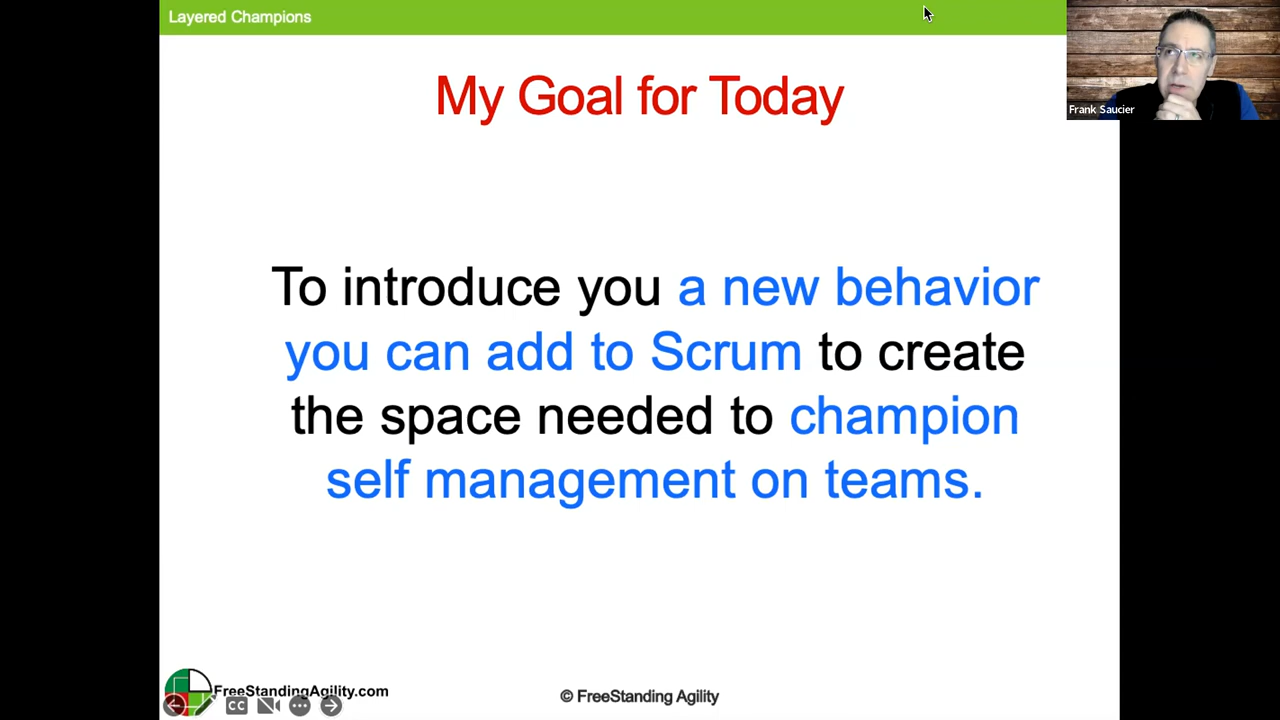 Layered Champions
My Goal for Today
Frank Saucier
To introduce you a new behavior
you can add to Scrum to create
the space needed to champion
self management on teams.
FreeStandingAgility.com
© FreeStanding Agility
CC